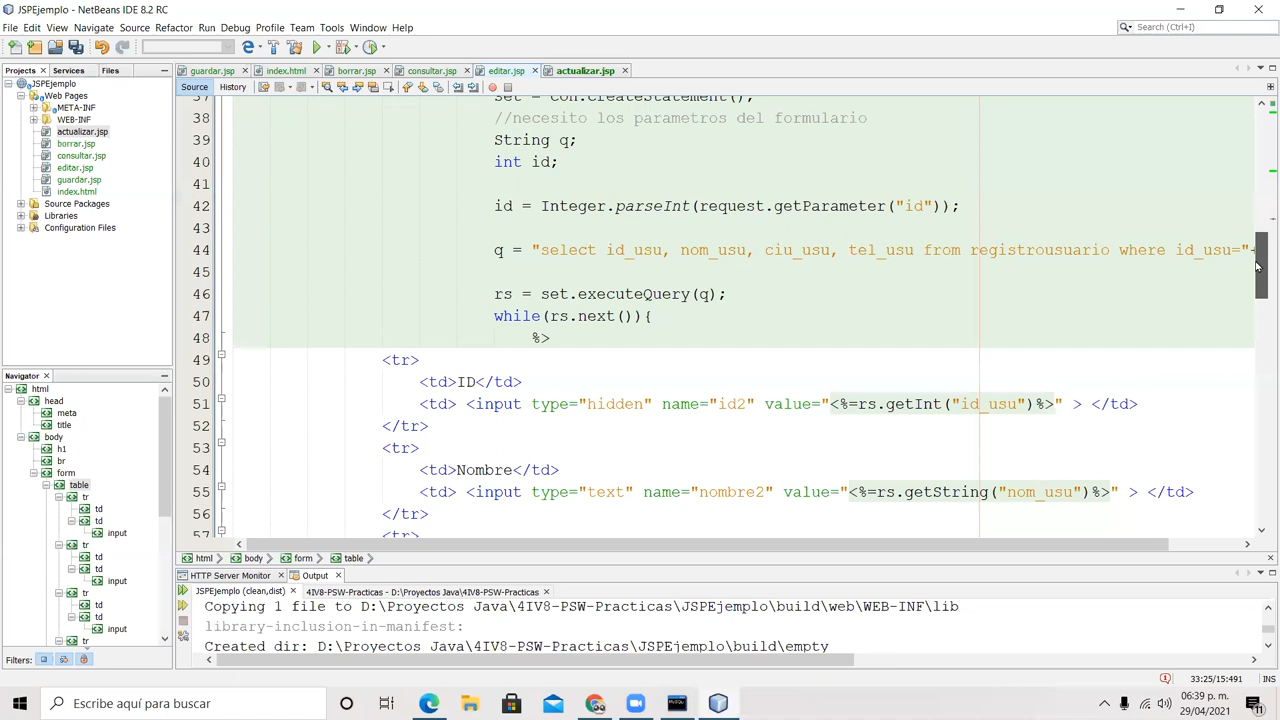 JSPEjemplo - NetBeans IDE 8.2 RC
File Edit View Navigate Source Refactor Run Debug Profile Team Tools Window Help
Search (Ctrl+I)
Projects Services Files
guardar.jsp index.html borrar.jsp consultar.jsp editar.jsp actualizar.jsp
Source History
JSPEjemplo
Web Pages
META-INF
WEB-INF
actualizar.jsp
borrar.jsp
consultar.jsp
editar.jsp
guardar.jsp
index.html
Source Packages
Libraries
Configuration Files
37 set = con.createStatement();
38 //necesito los parametros del formulario
39 String q;
40 int id;
41
42 id = Integer.parseInt(request.getParameter("id"));
43
44 q = "select id_usu, nom_usu, ciu_usu, tel_usu from registrousuario where id_usu="+
45
46 rs = set.executeQuery(q);
47 while(rs.next()){
48 %>
49 <tr>
50 <td>ID</td>
51 <td> <input type="hidden" name="id2" value="<%=rs.getInt("id_usu")%>" > </td>
52 </tr>
53 <tr>
54 <td>Nombre</td>
55 <td> <input type="text" name="nombre2" value="<%=rs.getString("nom_usu")%>" > </td>
56 </tr>
57 <tr>
Navigator
html
head
meta
title
body
h1
br
form
table
tr
td
td
input
tr
td
td
input
tr
td
td
input
tr
Filters:
html body form table
HTTP Server Monitor Output
JSPEjemplo (clean,dist) 4IV8-PSW-Practicas - D:\Proyectos Java\4IV8-PSW-Practicas
Copying 1 file to D:\Proyectos Java\4IV8-PSW-Practicas\JSPEjemplo\build\web\WEB-INF\lib
library-inclusion-in-manifest:
Created dir: D:\Proyectos Java\4IV8-PSW-Practicas\JSPEjemplo\build\empty
33:25/15:491 INS
Escribe aquí para buscar
06:39 p. m.
29/04/2021
11